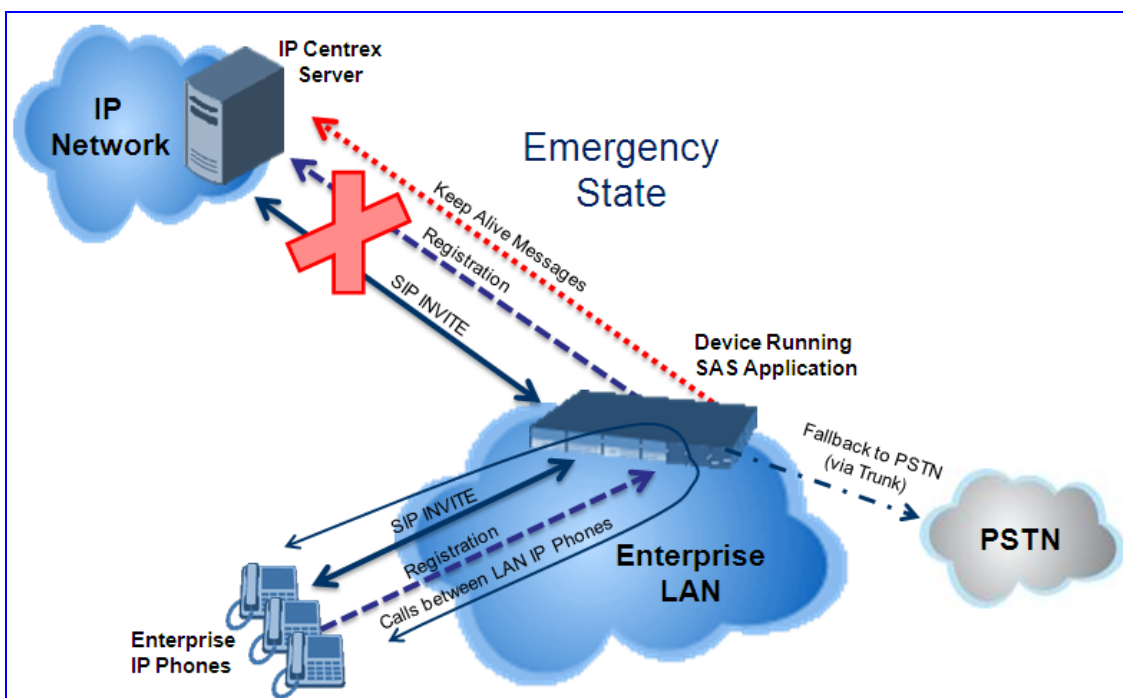 IP Centrex
Server
IP
Network
Emergency
State
Keep Alive Messages
Registration
SIP INVITE
Device Running
SAS Application
Fallback to PSTN
(via Trunk)
SIP INVITE
Registration
Calls between LAN IP Phones
Enterprise
LAN
PSTN
Enterprise
IP Phones